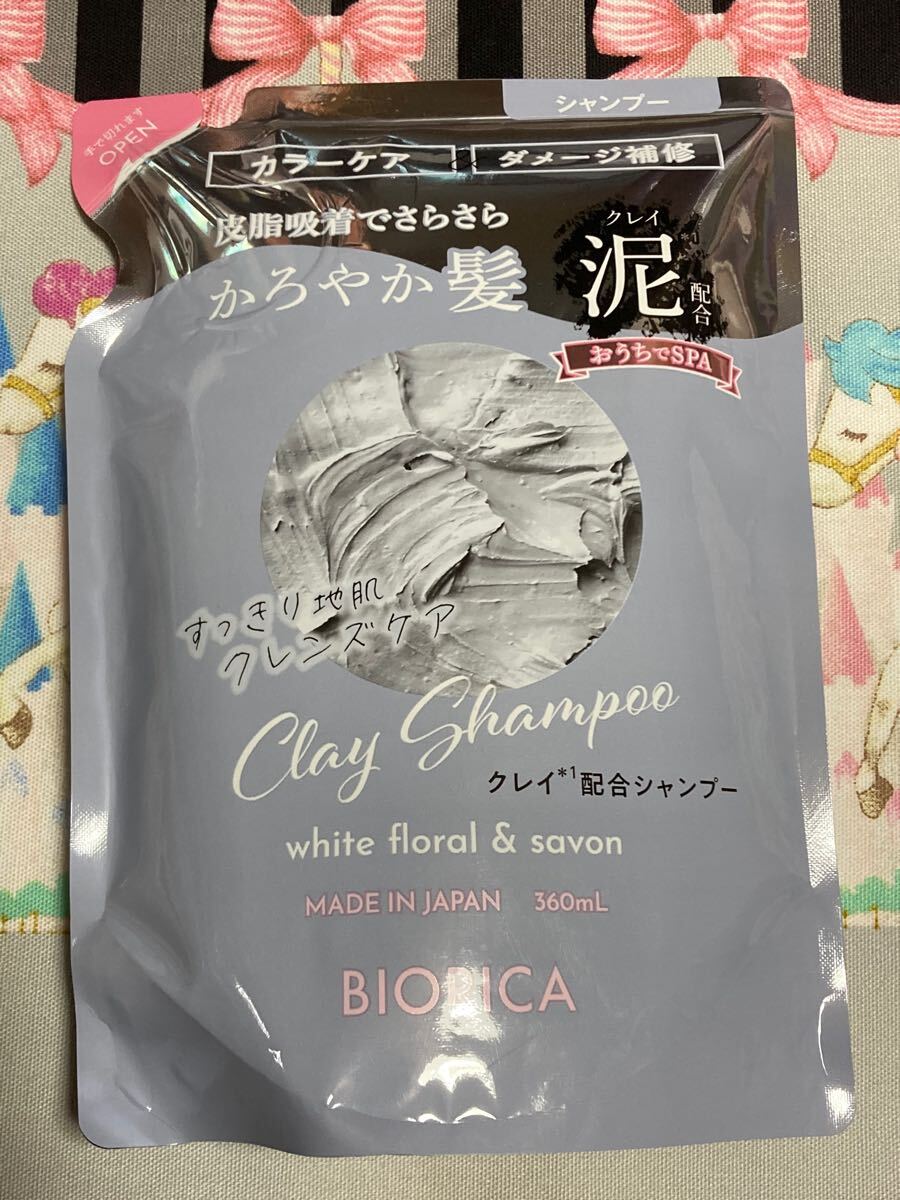 シャンプー
手で切れます
OPEN
カラーケア & ダメージ補修
皮脂吸着でさらさら
かろやか髪
クレイ
泥*1
配合
おうちでSPA
すっきり地肌
クレンズケア
Clay Shampoo
クレイ*1配合シャンプー
white floral & savon
MADE IN JAPAN 360mL
BIORICA